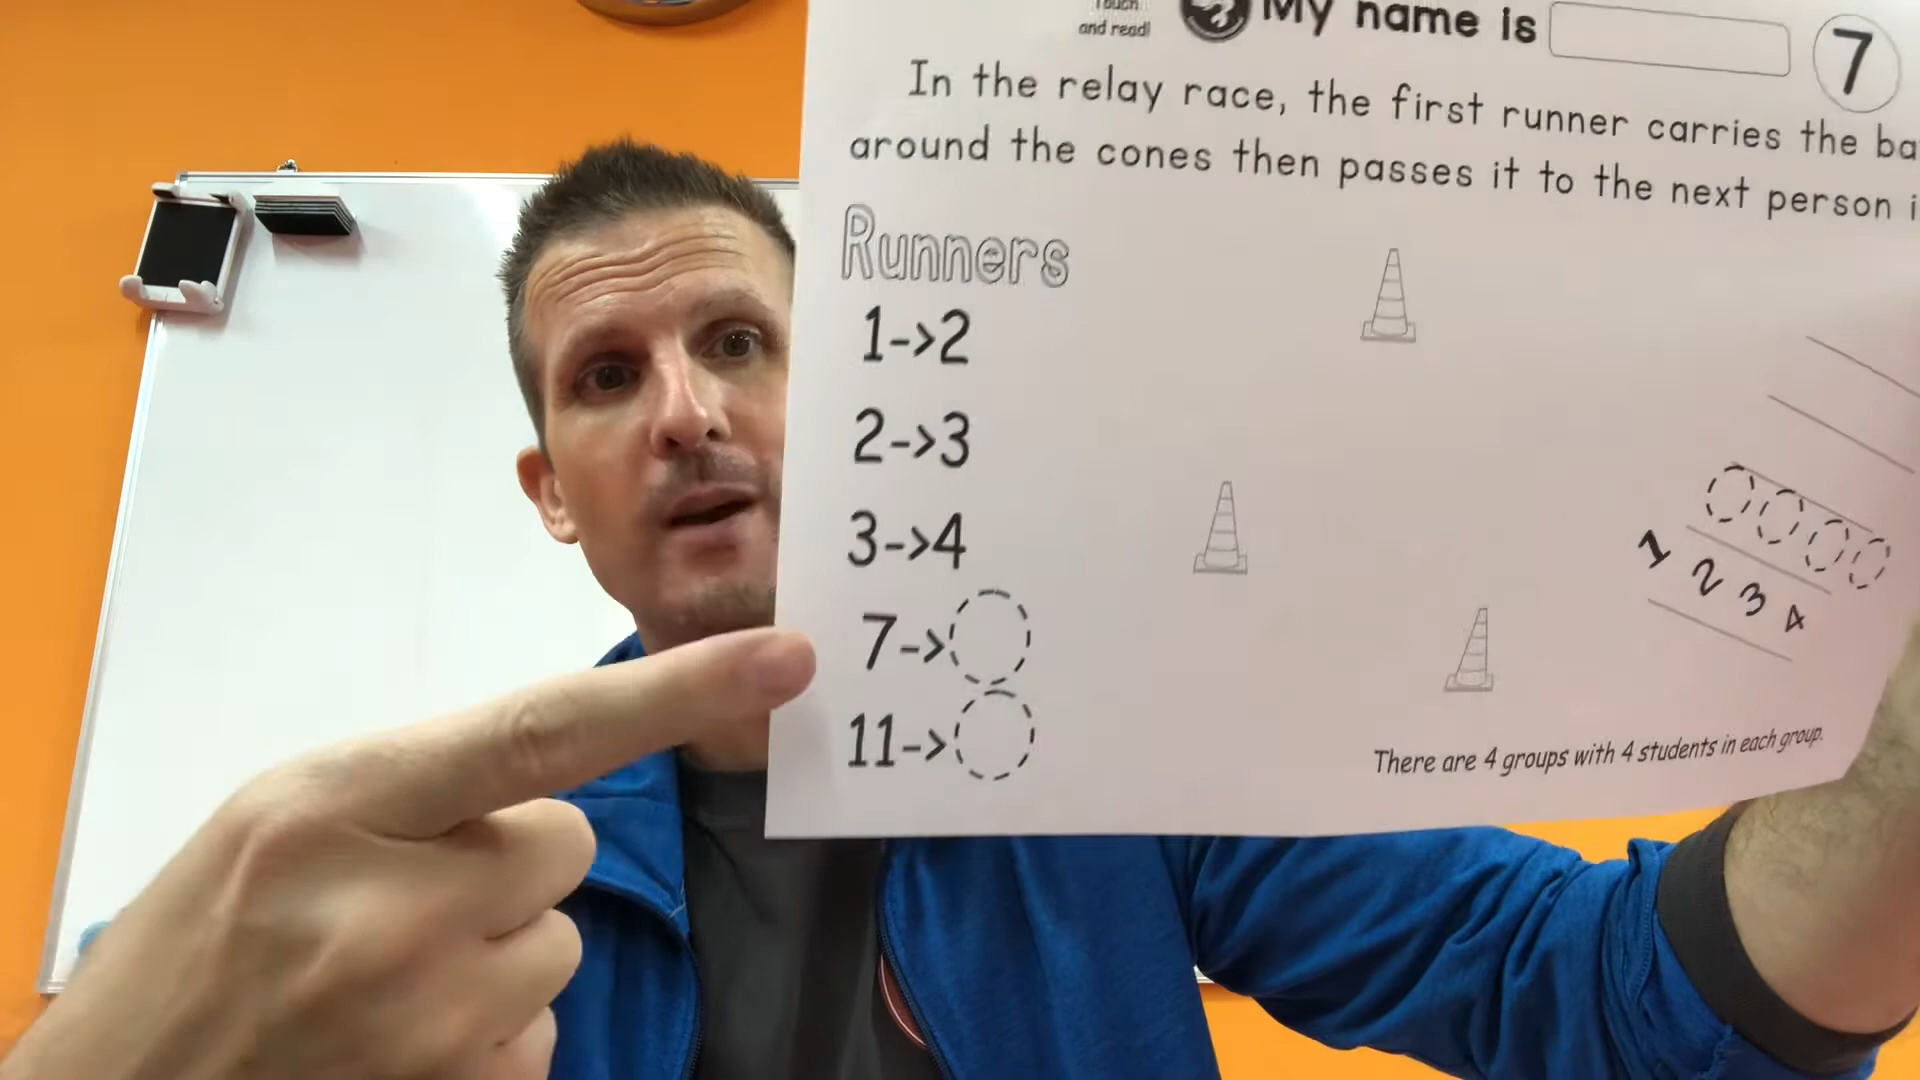 Touch
and read!
My name is
7
In the relay race, the first runner carries the
around the cones then passes it to the next person
Runners
1->2
2->3
3->4
7->
11->
1 2 3 4
There are 4 groups with 4 students in each group.